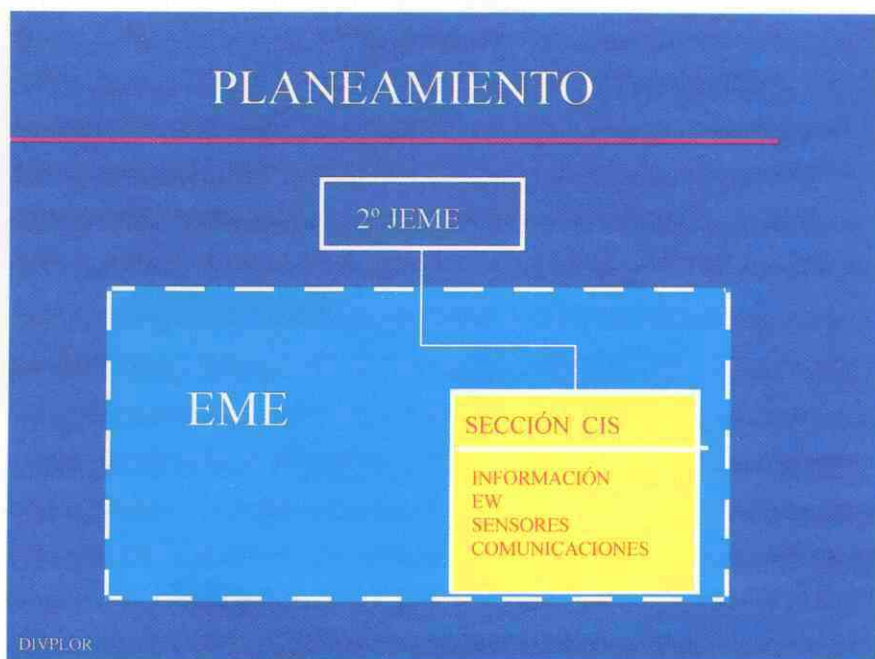 PLANEAMIENTO
2º JEME
EME
SECCIÓN CIS
INFORMACIÓN
EW
SENSORES
COMUNICACIONES
DIVPLOR